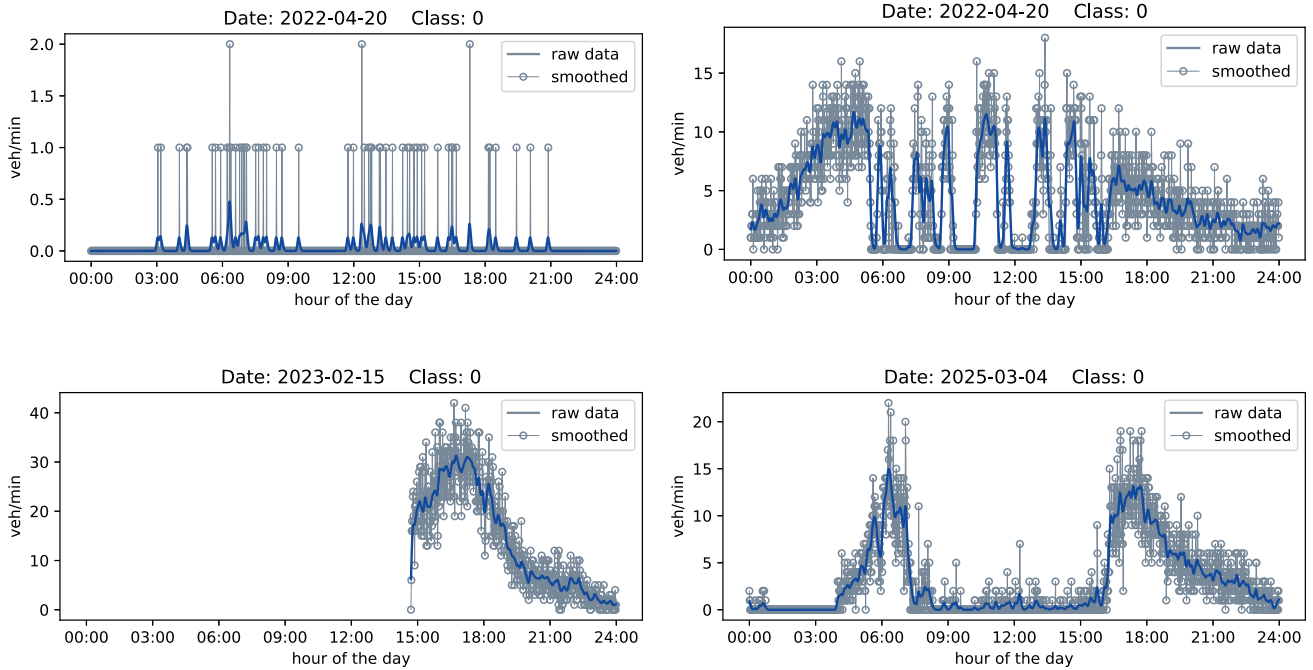 Date: 2022-04-20 Class: 0
raw data
smoothed
veh/min
2.0
1.5
1.0
0.5
0.0
00:00 03:00 06:00 09:00 12:00 15:00 18:00 21:00 24:00
hour of the day
Date: 2022-04-20 Class: 0
raw data
smoothed
veh/min
15
10
5
0
00:00 03:00 06:00 09:00 12:00 15:00 18:00 21:00 24:00
hour of the day
Date: 2023-02-15 Class: 0
raw data
smoothed
veh/min
40
30
20
10
0
00:00 03:00 06:00 09:00 12:00 15:00 18:00 21:00 24:00
hour of the day
Date: 2025-03-04 Class: 0
raw data
smoothed
veh/min
20
15
10
5
0
00:00 03:00 06:00 09:00 12:00 15:00 18:00 21:00 24:00
hour of the day